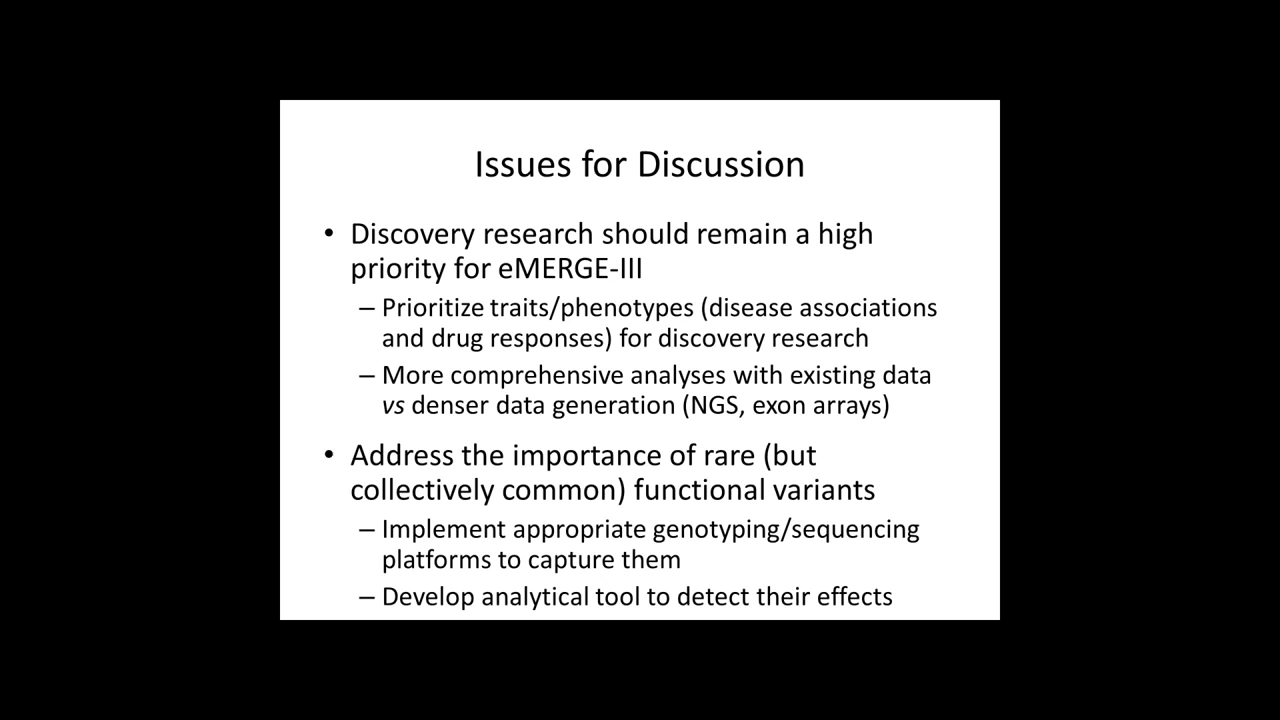 Issues for Discussion
• Discovery research should remain a high
priority for eMERGE-III
– Prioritize traits/phenotypes (disease associations
and drug responses) for discovery research
– More comprehensive analyses with existing data
vs denser data generation (NGS, exon arrays)
• Address the importance of rare (but
collectively common) functional variants
– Implement appropriate genotyping/sequencing
platforms to capture them
– Develop analytical tool to detect their effects